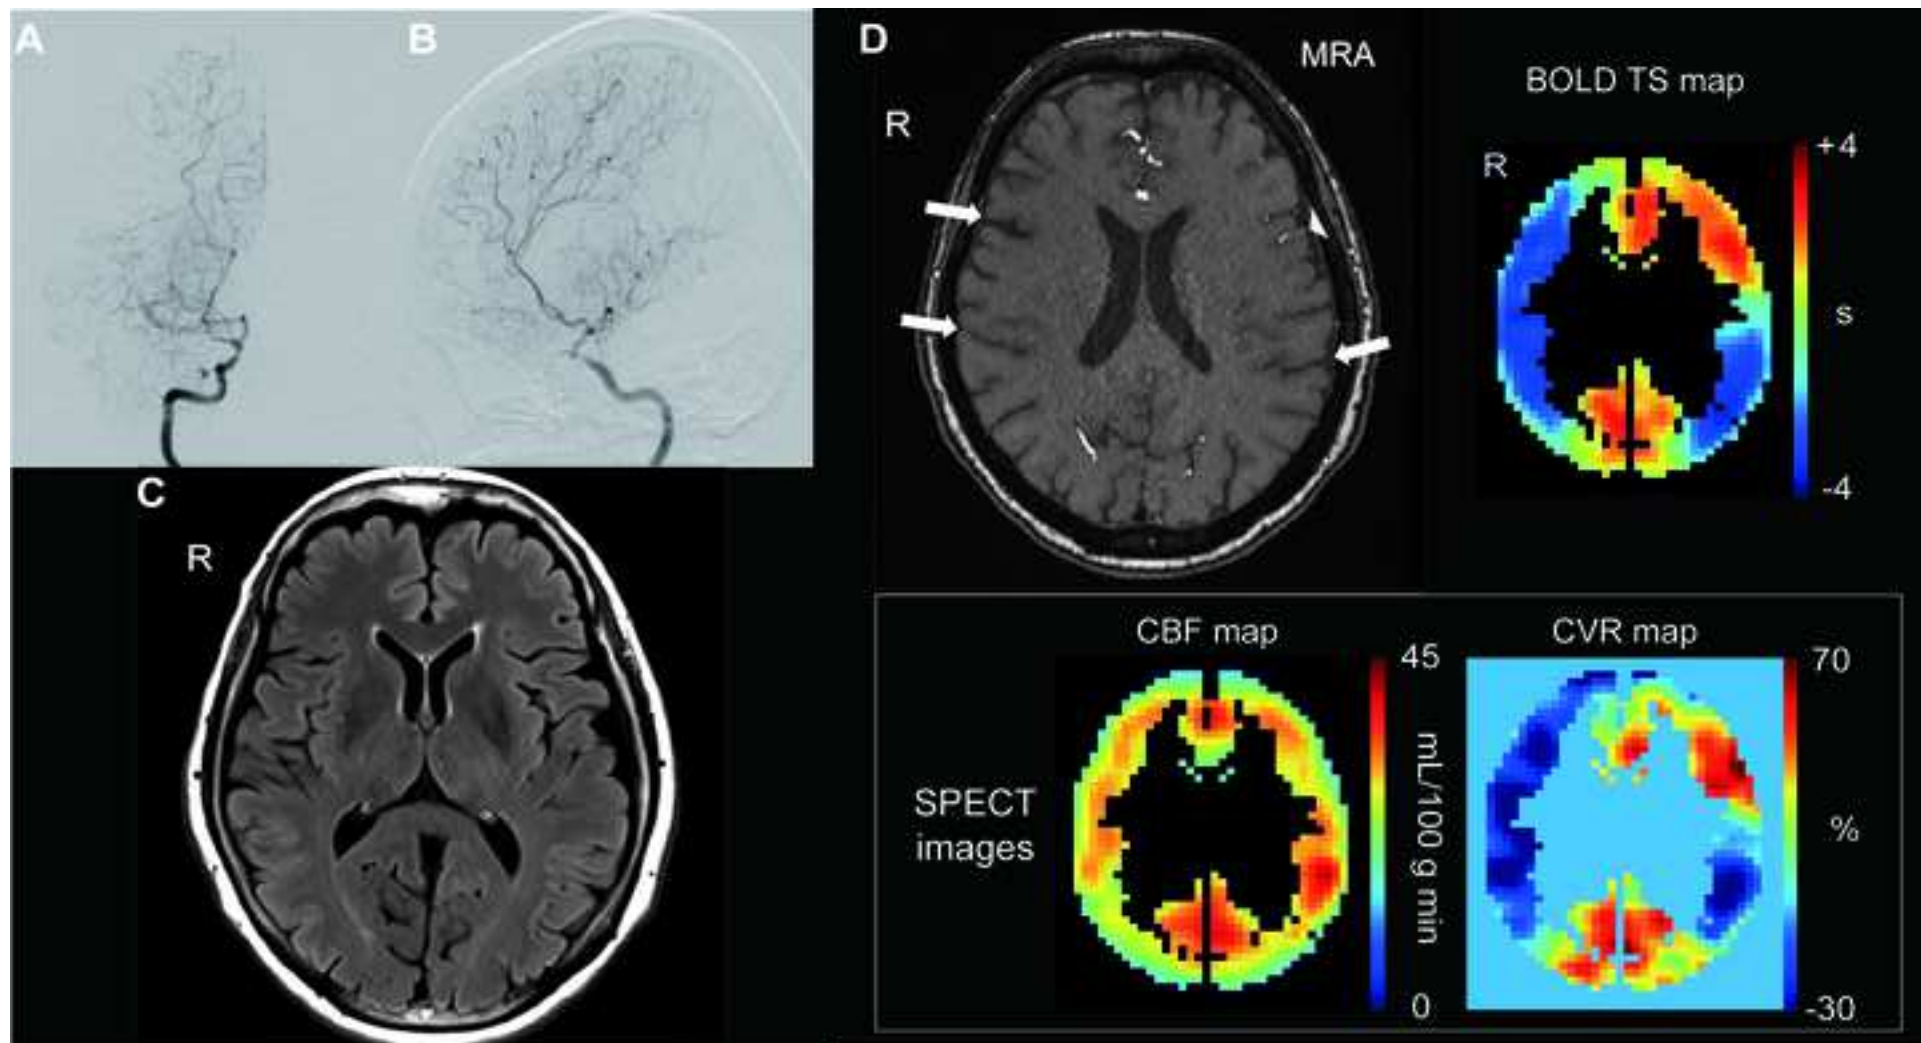 A
B
D
MRA
R
BOLD TS map
R
+4
s
-4
C
R
CBF map
CVR map
45
70
SPECT
images
mL/100 g min
%
0
-30